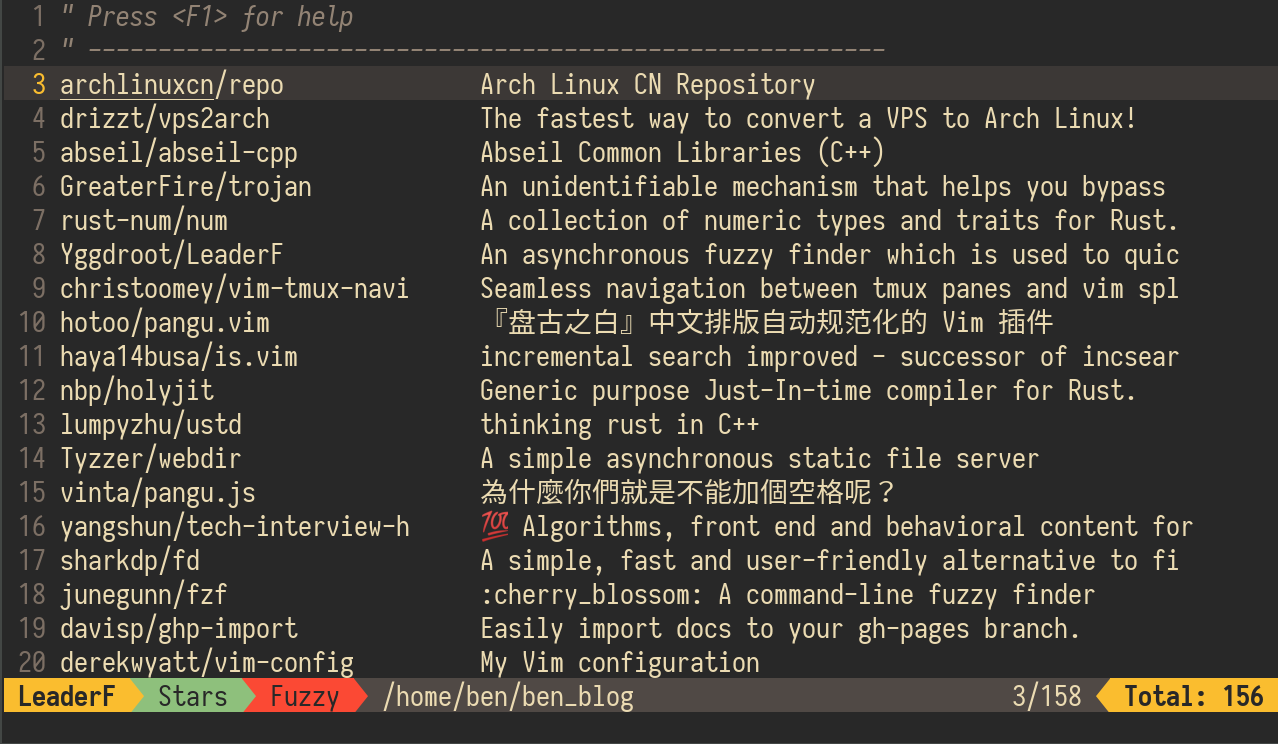 1 " Press <F1> for help
2 " ---------------------------------------------------------
3 archlinuxcn/repo Arch Linux CN Repository
4 drizzt/vps2arch The fastest way to convert a VPS to Arch Linux!
5 abseil/abseil-cpp Abseil Common Libraries (C++)
6 GreaterFire/trojan An unidentifiable mechanism that helps you bypass
7 rust-num/num A collection of numeric types and traits for Rust.
8 Yggdroot/LeaderF An asynchronous fuzzy finder which is used to quic
9 christoomey/vim-tmux-navi Seamless navigation between tmux panes and vim spl
10 hotoo/pangu.vim 『盘古之白』中文排版自动规范化的 Vim 插件
11 haya14busa/is.vim incremental search improved - successor of incsear
12 nbp/holyjit Generic purpose Just-In-time compiler for Rust.
13 lumpyzhu/ustd thinking rust in C++
14 Tyzzer/webdir A simple asynchronous static file server
15 vinta/pangu.js 為什麼你們就是不能加個空格呢？
16 yangshun/tech-interview-h 💯 Algorithms, front end and behavioral content for
17 sharkdp/fd A simple, fast and user-friendly alternative to fi
18 junegunn/fzf :cherry_blossom: A command-line fuzzy finder
19 davisp/ghp-import Easily import docs to your gh-pages branch.
20 derekwyatt/vim-config My Vim configuration
LeaderF Stars Fuzzy /home/ben/ben_blog 3/158 Total: 156